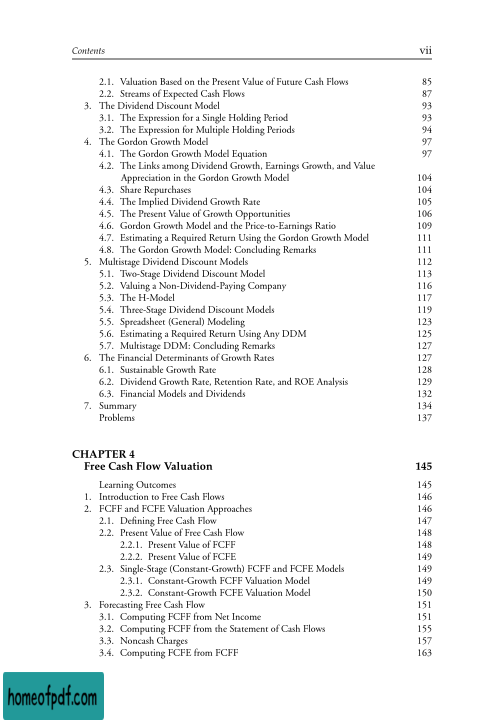 Contents vii
2.1. Valuation Based on the Present Value of Future Cash Flows 85
2.2. Streams of Expected Cash Flows 87
3. The Dividend Discount Model 93
3.1. The Expression for a Single Holding Period 93
3.2. The Expression for Multiple Holding Periods 94
4. The Gordon Growth Model 97
4.1. The Gordon Growth Model Equation 97
4.2. The Links among Dividend Growth, Earnings Growth, and Value
Appreciation in the Gordon Growth Model 104
4.3. Share Repurchases 104
4.4. The Implied Dividend Growth Rate 105
4.5. The Present Value of Growth Opportunities 106
4.6. Gordon Growth Model and the Price-to-Earnings Ratio 109
4.7. Estimating a Required Return Using the Gordon Growth Model 111
4.8. The Gordon Growth Model: Concluding Remarks 111
5. Multistage Dividend Discount Models 112
5.1. Two-Stage Dividend Discount Model 113
5.2. Valuing a Non-Dividend-Paying Company 116
5.3. The H-Model 117
5.4. Three-Stage Dividend Discount Models 119
5.5. Spreadsheet (General) Modeling 123
5.6. Estimating a Required Return Using Any DDM 125
5.7. Multistage DDM: Concluding Remarks 127
6. The Financial Determinants of Growth Rates 127
6.1. Sustainable Growth Rate 128
6.2. Dividend Growth Rate, Retention Rate, and ROE Analysis 129
6.3. Financial Models and Dividends 132
7. Summary 134
Problems 137
CHAPTER 4
Free Cash Flow Valuation 145
Learning Outcomes 145
1. Introduction to Free Cash Flows 146
2. FCFF and FCFE Valuation Approaches 146
2.1. Defining Free Cash Flow 147
2.2. Present Value of Free Cash Flow 148
2.2.1. Present Value of FCFF 148
2.2.2. Present Value of FCFE 149
2.3. Single-Stage (Constant-Growth) FCFF and FCFE Models 149
2.3.1. Constant-Growth FCFF Valuation Model 149
2.3.2. Constant-Growth FCFE Valuation Model 150
3. Forecasting Free Cash Flow 151
3.1. Computing FCFF from Net Income 151
3.2. Computing FCFF from the Statement of Cash Flows 155
3.3. Noncash Charges 157
3.4. Computing FCFE from FCFF 163
homeofpdf.com